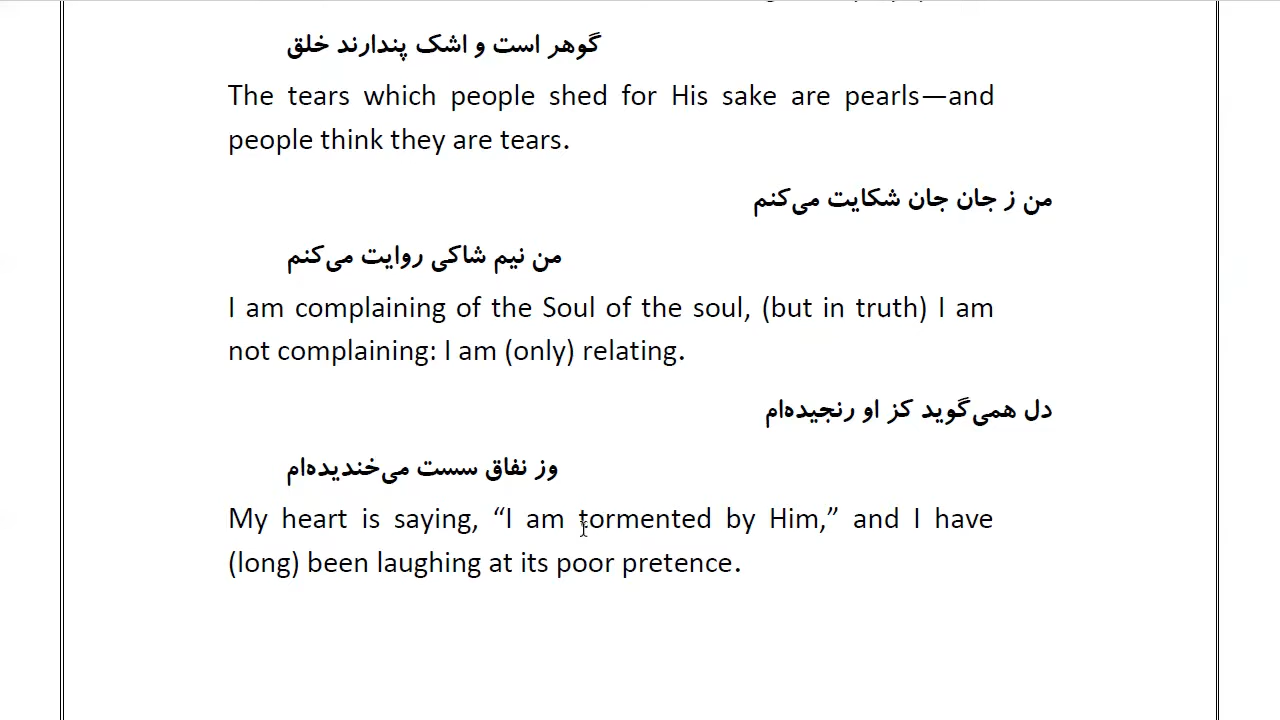 گوهر است و اشک پندارند خلق
The tears which people shed for His sake are pearls—and
people think they are tears.
من ز جان جان شکایت می‌کنم
من نیم شاکی روایت می‌کنم
I am complaining of the Soul of the soul, (but in truth) I am
not complaining: I am (only) relating.
دل همی‌گوید کز او رنجیده‌ام
وز نفاق سست می‌خندیده‌ام
My heart is saying, “I am tormented by Him,” and I have
(long) been laughing at its poor pretence.